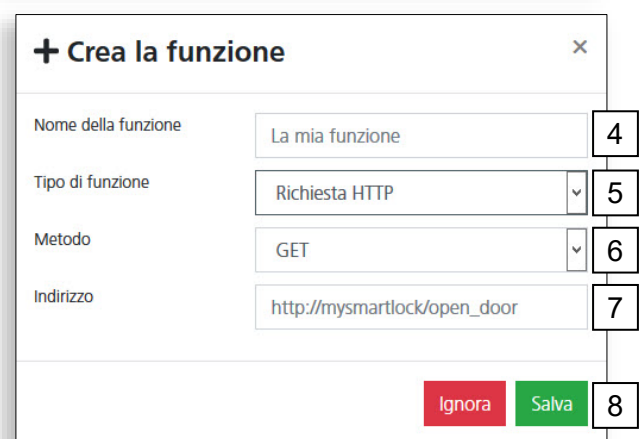 Crea la funzione ×
Nome della funzione La mia funzione 4
Tipo di funzione Richiesta HTTP 5
Metodo GET 6
Indirizzo http://mysmartlock/open_door 7
Ignora Salva 8